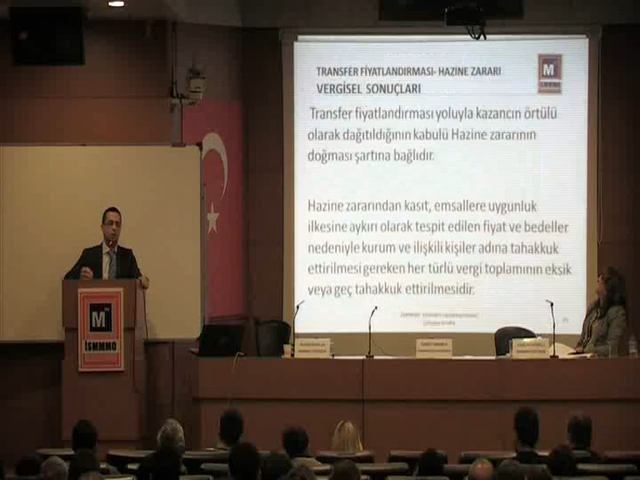 TRANSFER FİYATLANDIRMASI- HAZİNE ZARARI
VERGİSEL SONUÇLARI
Transfer fiyatlandırması yoluyla kazancın örtülü
olarak dağıtıldığının kabulü Hazine zararının
doğması şartına bağlıdır.
Hazine zararından kasıt, emsallere uygunluk
ilkesine aykırı olarak tespit edilen fiyat ve bedeller
nedeniyle kurum ve ilişkili kişiler adına tahakkuk
ettirilmesi gereken her türlü vergi toplamının eksik
veya geç tahakkuk ettirilmesidir.
M
İSMMMO
M
İSMMMO